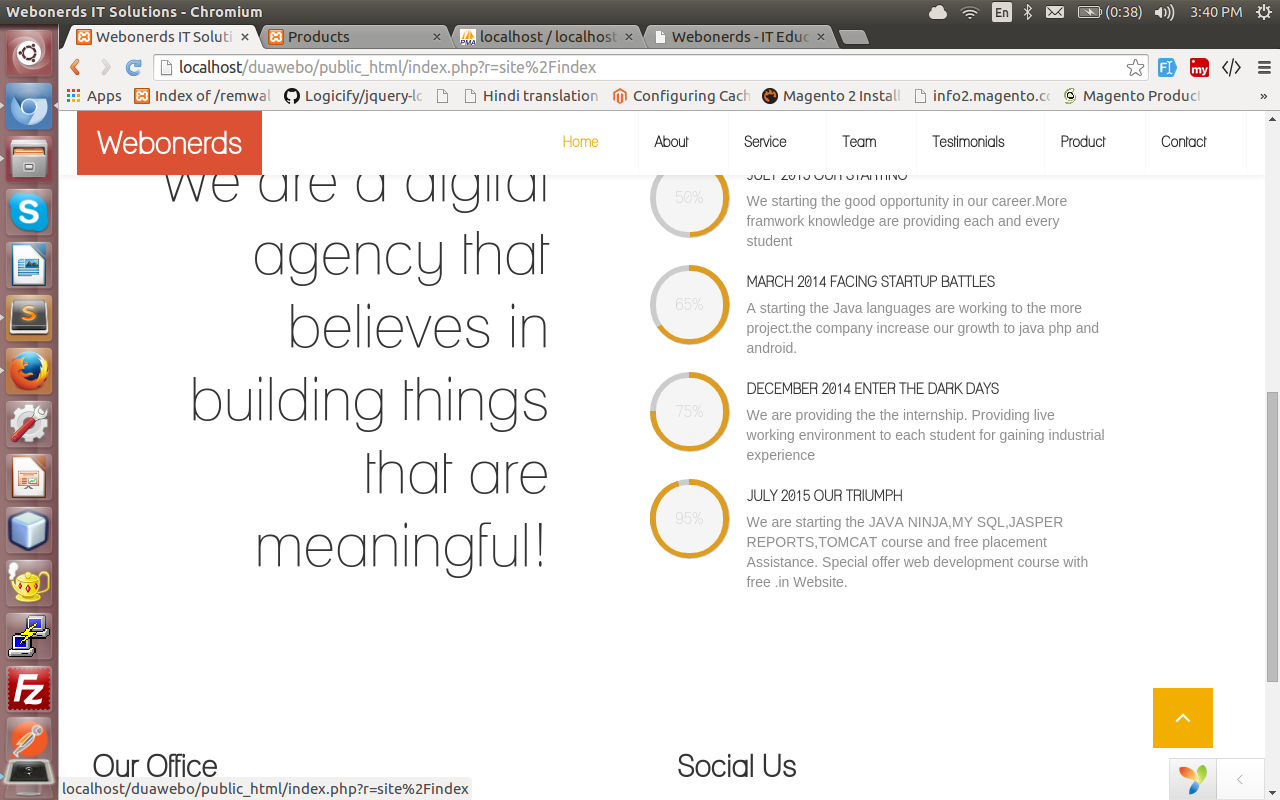 Webonerds IT Solutions - Chromium
En
(0:38)
3:40 PM
Webonerds IT Soluti
Products
localhost / localhost
Webonerds - IT Educ
localhost/duawebo/public_html/index.php?r=site%2Findex
Apps
Index of /remwal
Logicify/jquery-lo
Hindi translation
Configuring Cach
Magento 2 Install
info2.magento.co
Magento Product
»
Webonerds
Home
About
Service
Team
Testimonials
Product
Contact
We are a digital
agency that
believes in
building things
that are
meaningful!
50%
JULY 2013 OUR STARTING
We starting the good opportunity in our career.More
framwork knowledge are providing each and every
student
65%
MARCH 2014 FACING STARTUP BATTLES
A starting the Java languages are working to the more
project.the company increase our growth to java php and
android.
75%
DECEMBER 2014 ENTER THE DARK DAYS
We are providing the the internship. Providing live
working environment to each student for gaining industrial
experience
95%
JULY 2015 OUR TRIUMPH
We are starting the JAVA NINJA,MY SQL,JASPER
REPORTS,TOMCAT course and free placement
Assistance. Special offer web development course with
free .in Website.
Our Office
Social Us
localhost/duawebo/public_html/index.php?r=site%2Findex